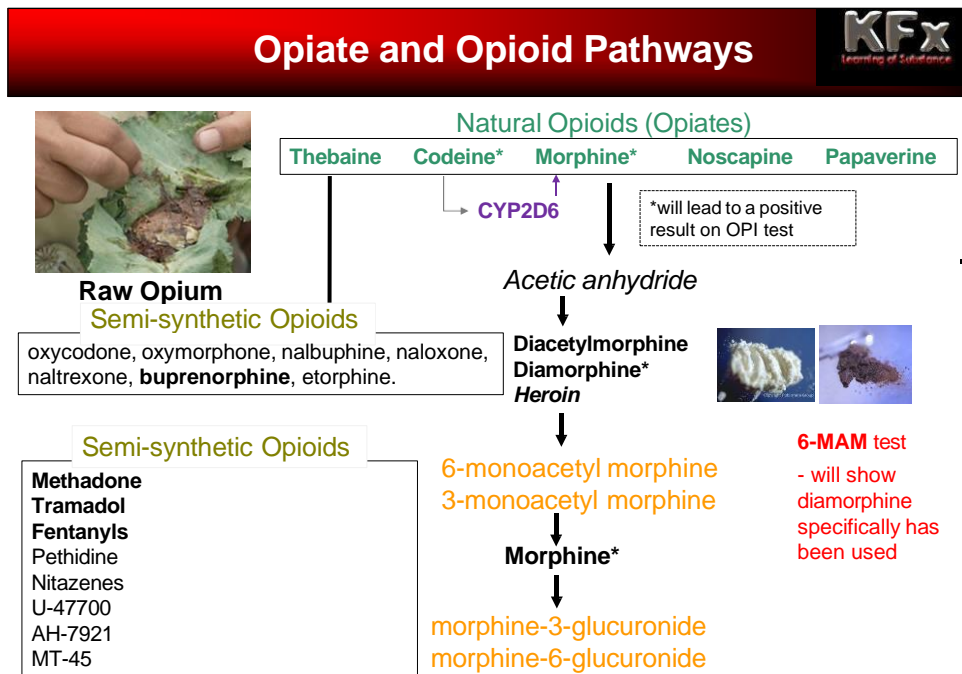 Opiate and Opioid Pathways
KFx
Learning of Substance
Natural Opioids (Opiates)
Thebaine Codeine* Morphine* Noscapine Papaverine
CYP2D6
*will lead to a positive
result on OPI test
Raw Opium
Acetic anhydride
Semi-synthetic Opioids
oxycodone, oxymorphone, nalbuphine, naloxone,
naltrexone, buprenorphine, etorphine.
Diacetylmorphine
Diamorphine*
Heroin
Semi-synthetic Opioids
Methadone
Tramadol
Fentanyls
Pethidine
Nitazenes
U-47700
AH-7921
MT-45
6-monoacetyl morphine
3-monoacetyl morphine
Morphine*
morphine-3-glucuronide
morphine-6-glucuronide
6-MAM test
- will show
diamorphine
specifically has
been used